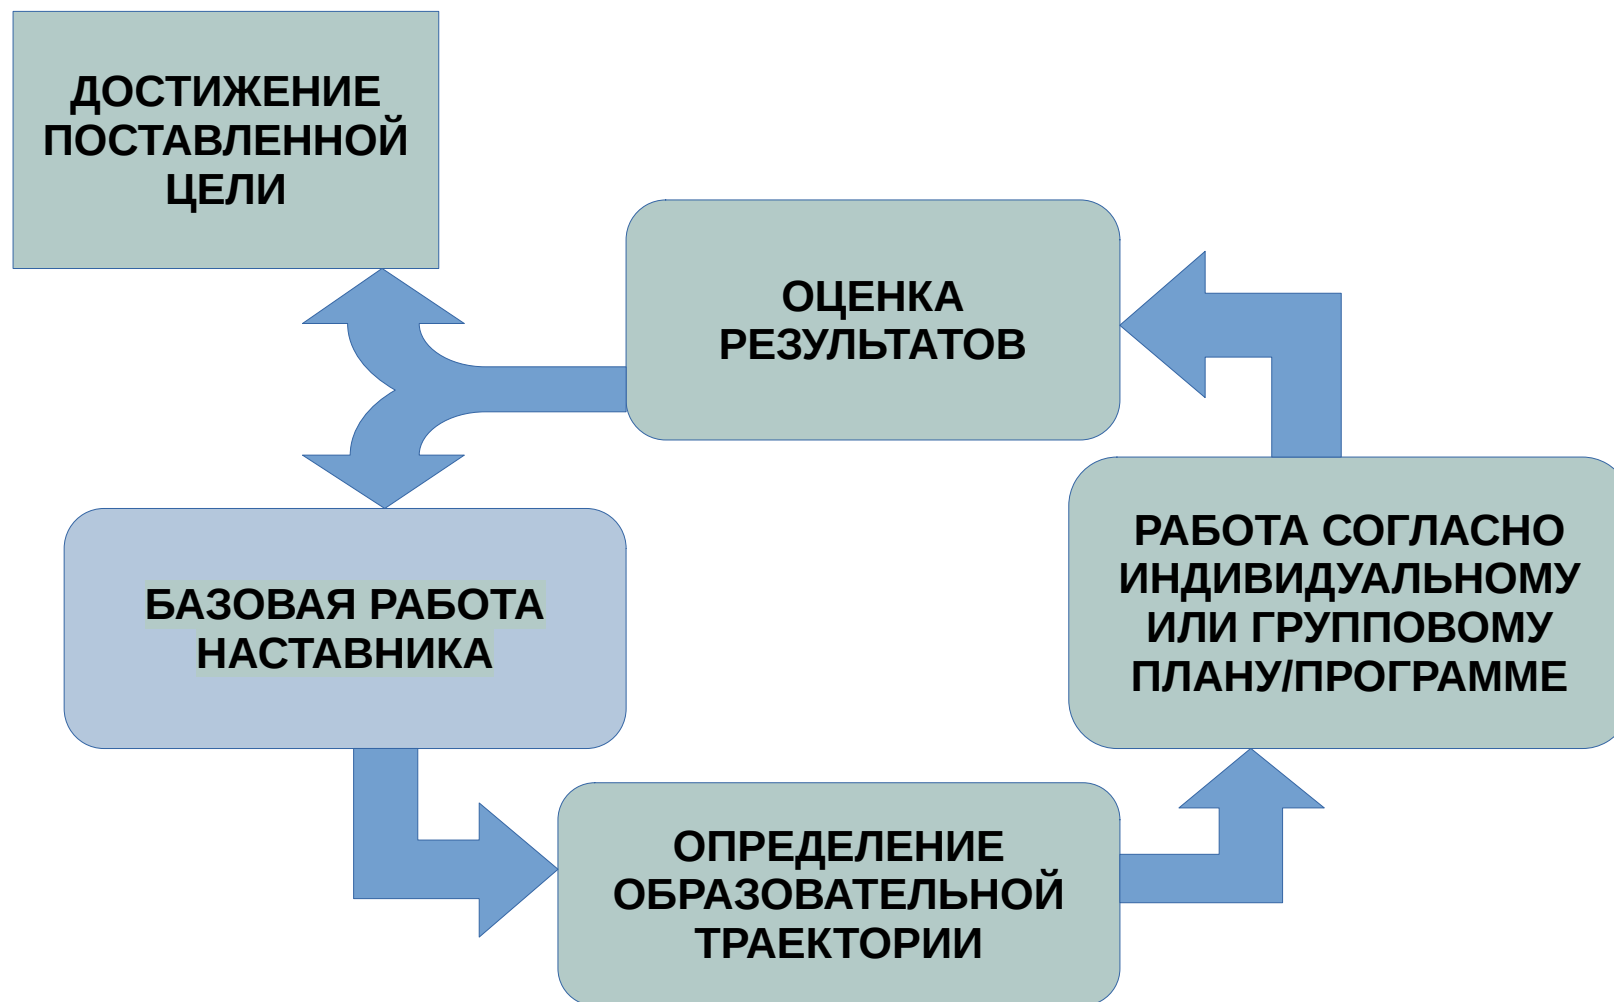 ДОСТИЖЕНИЕ
ПОСТАВЛЕННОЙ
ЦЕЛИ
ОЦЕНКА
РЕЗУЛЬТАТОВ
БАЗОВАЯ РАБОТА
НАСТАВНИКА
РАБОТА СОГЛАСНО
ИНДИВИДУАЛЬНОМУ
ИЛИ ГРУППОВОМУ
ПЛАНУ/ПРОГРАММЕ
ОПРЕДЕЛЕНИЕ
ОБРАЗОВАТЕЛЬНОЙ
ТРАЕКТОРИИ